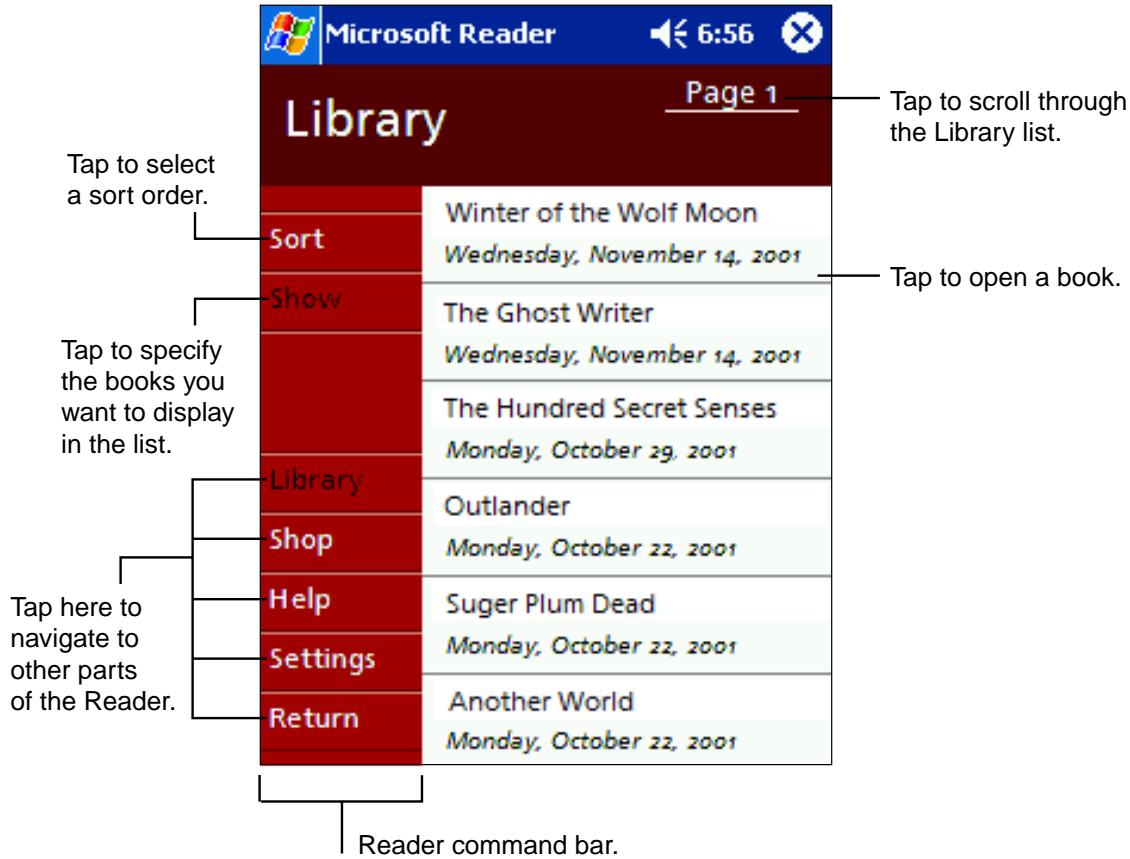 Microsoft Reader 6:56
Library
Page 1
Tap to scroll through
the Library list.
Tap to select
a sort order.
Sort
Show
Tap to specify
the books you
want to display
in the list.
Library
Shop
Help
Settings
Return
Tap here to
navigate to
other parts
of the Reader.
Winter of the Wolf Moon
Wednesday, November 14, 2001
Tap to open a book.
The Ghost Writer
Wednesday, November 14, 2001
The Hundred Secret Senses
Monday, October 29, 2001
Outlander
Monday, October 22, 2001
Suger Plum Dead
Monday, October 22, 2001
Another World
Monday, October 22, 2001
Reader command bar.